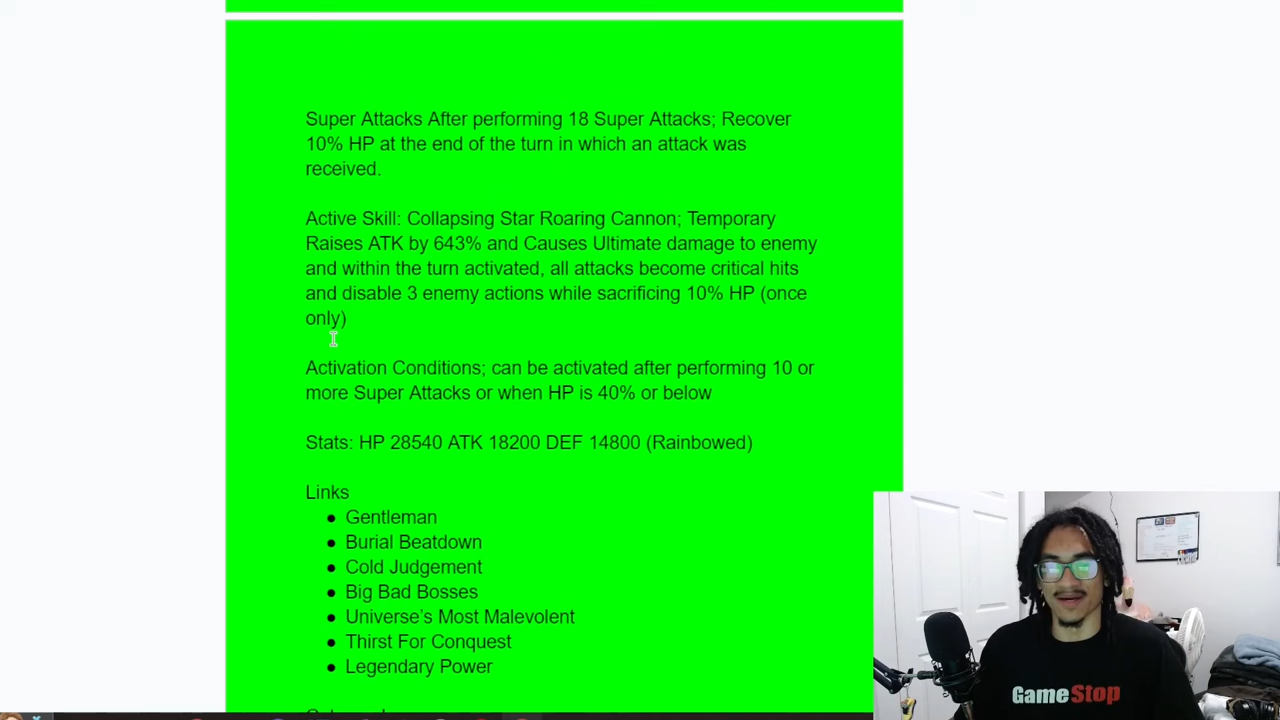 Super Attacks After performing 18 Super Attacks; Recover
10% HP at the end of the turn in which an attack was
received.
Active Skill: Collapsing Star Roaring Cannon; Temporary
Raises ATK by 643% and Causes Ultimate damage to enemy
and within the turn activated, all attacks become critical hits
and disable 3 enemy actions while sacrificing 10% HP (once
only)
Activation Conditions; can be activated after performing 10 or
more Super Attacks or when HP is 40% or below
Stats: HP 28540 ATK 18200 DEF 14800 (Rainbowed)
Links
● Gentleman
● Burial Beatdown
● Cold Judgement
● Big Bad Bosses
● Universe's Most Malevolent
● Thirst For Conquest
● Legendary Power
GameStop